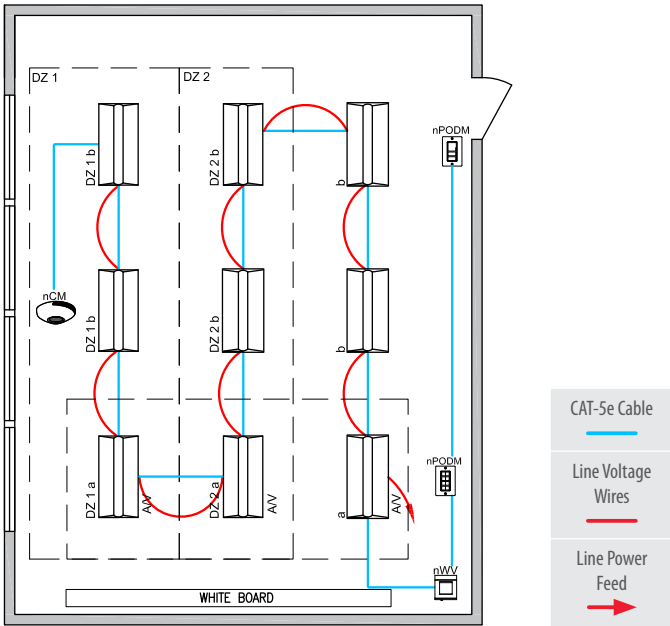 DZ 1
DZ 2
nPODM
DZ 1 b
DZ 2 b
b
nCM
DZ 1 b
DZ 2 b
b
nPODM
DZ 1 a
A/V
DZ 2 a
A/V
a
A/V
nWV
WHITE BOARD
CAT-5e Cable
Line Voltage
Wires
Line Power
Feed